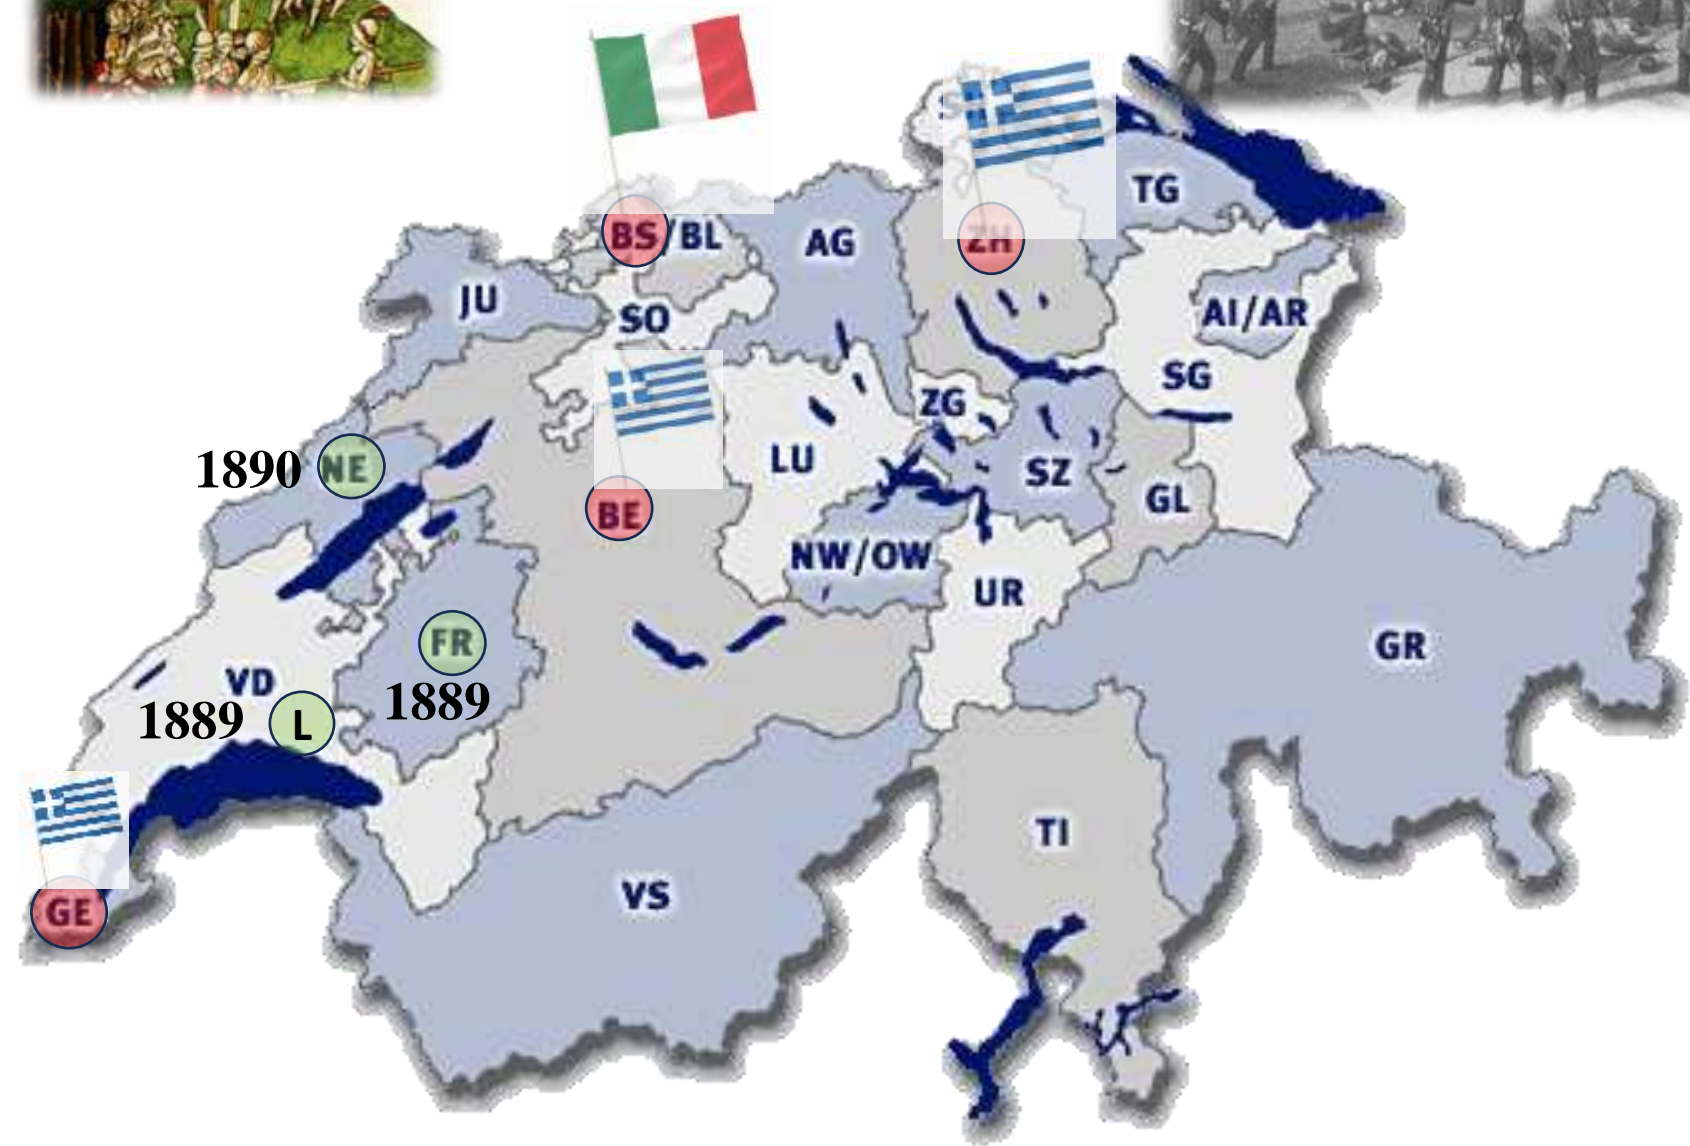 S
TG
BS/BL
AG
ZH
JU
SO
AI/AR
SG
ZG
1890 NE
LU
SZ
GL
BE
NW/OW
UR
FR
GR
VD
1889
1889 L
TI
VS
GE